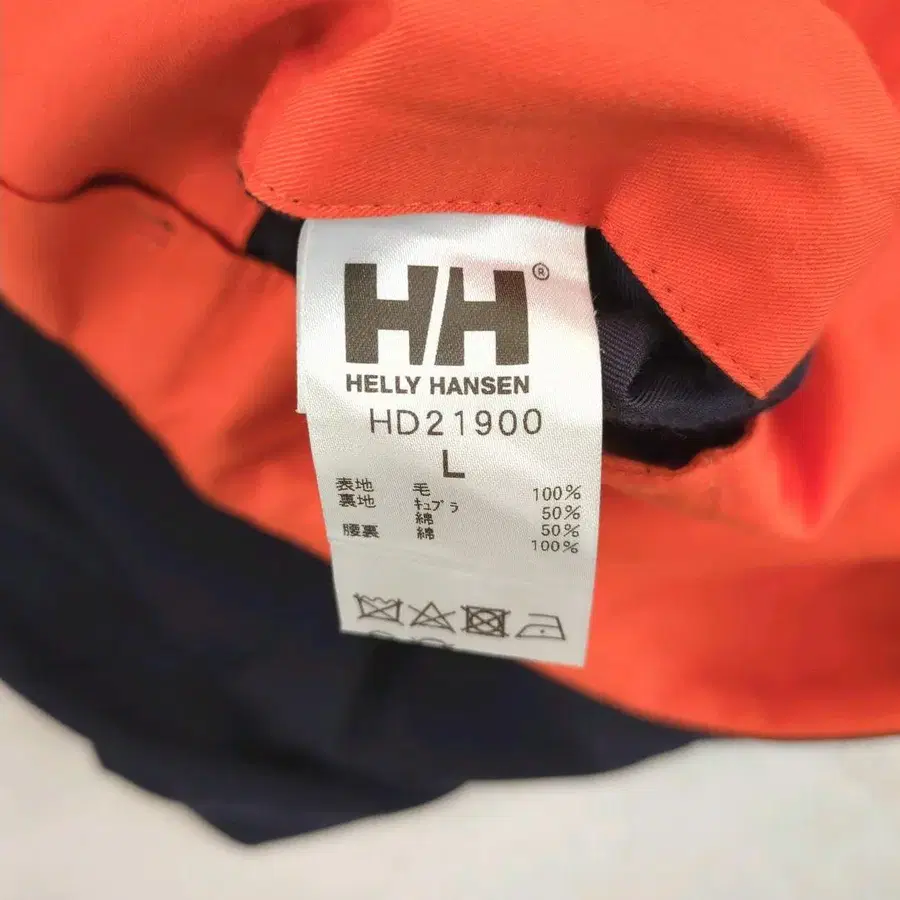 HH®
HELLY HANSEN
HD21900
L
表地 毛 100%
裏地 キュプラ 50%
綿 50%
腰裏 綿 100%